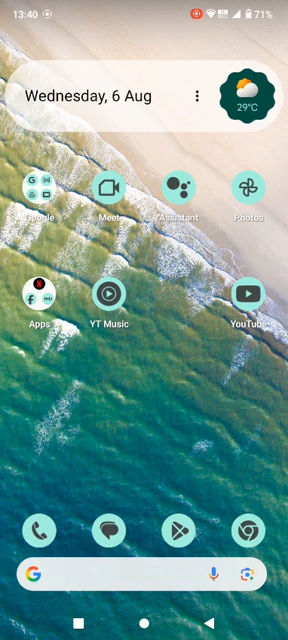 13:40
71%
Wednesday, 6 Aug
29°C
Google
Meet
Assistant
Photos
Apps
YT Music
YouTube